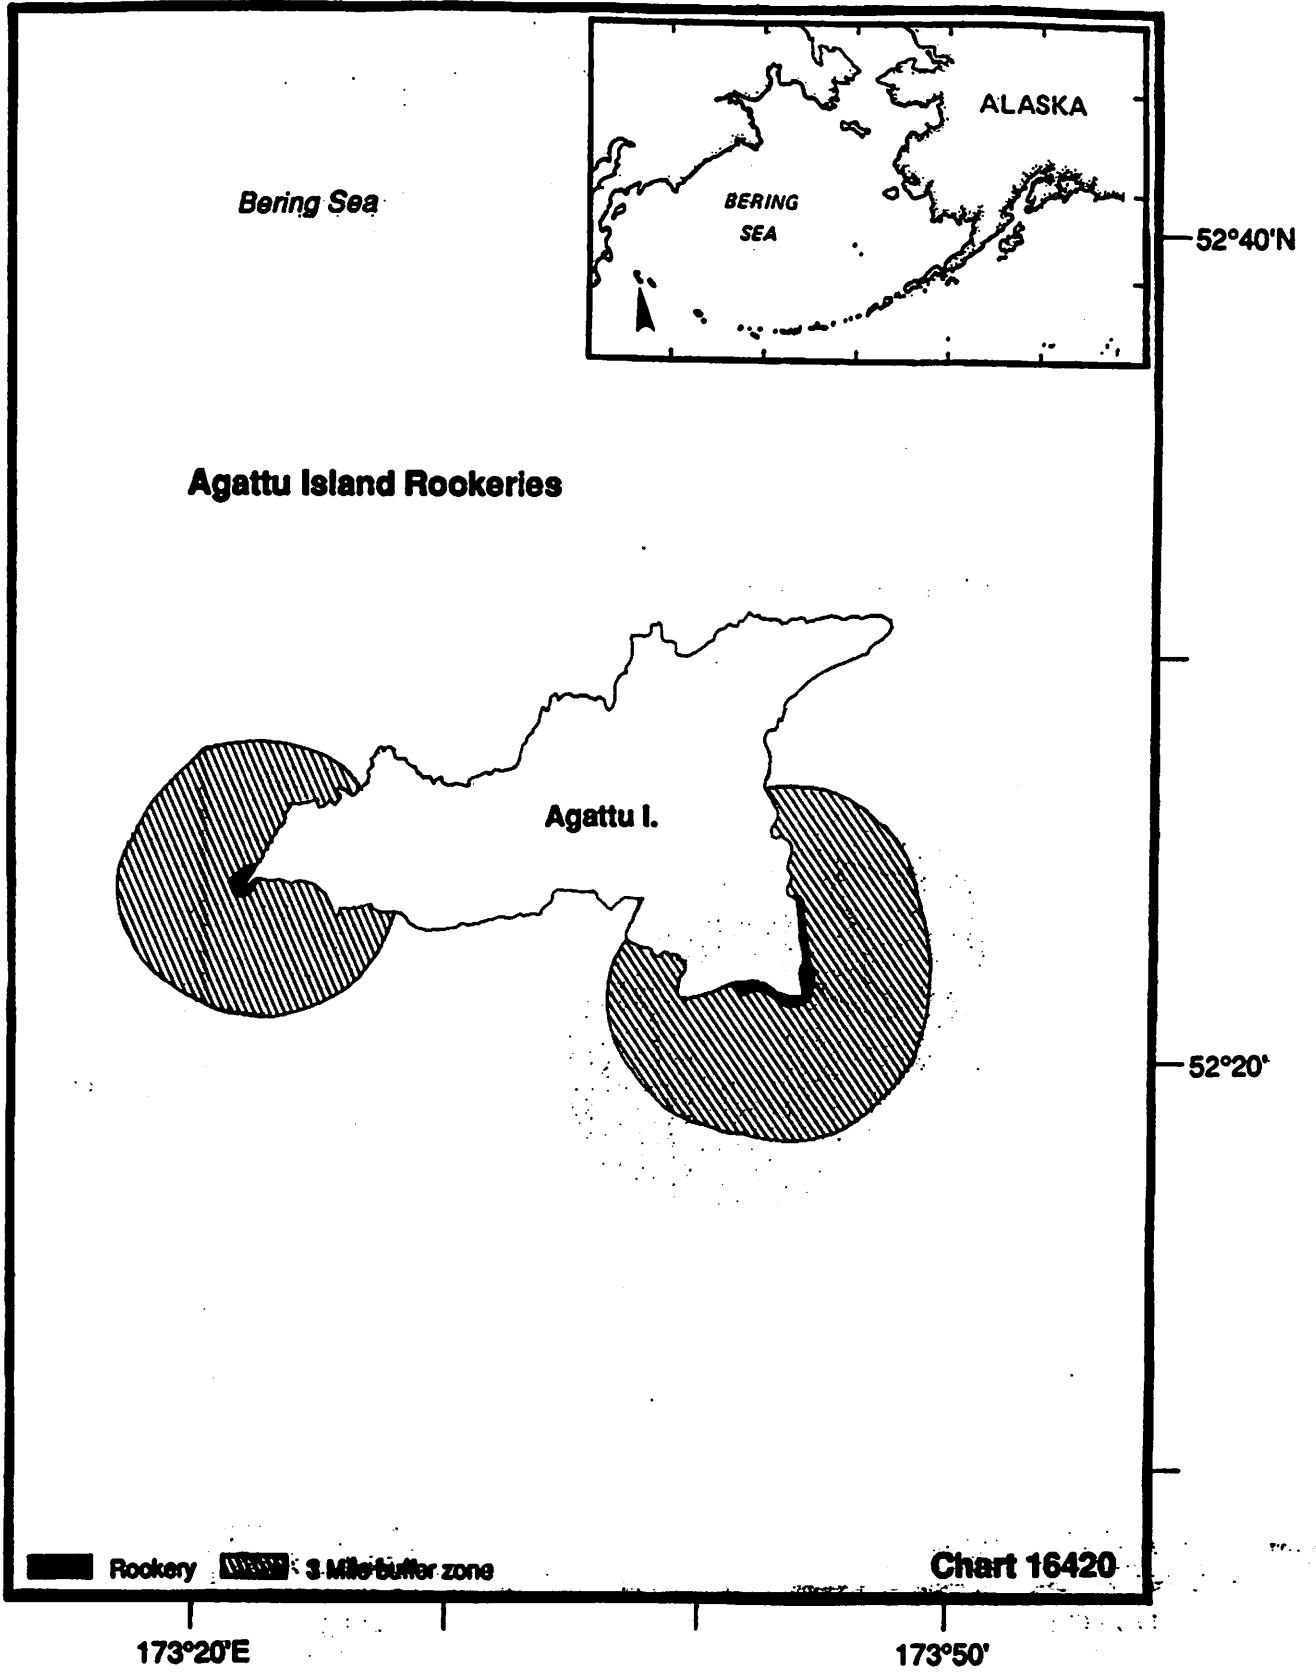 ALASKA
Bering Sea
BERING
SEA
52°40'N
Agattu Island Rookeries
Agattu I.
52°20'
Rookery
3 Mile buffer zone
Chart 16420
173°20'E
173°50'